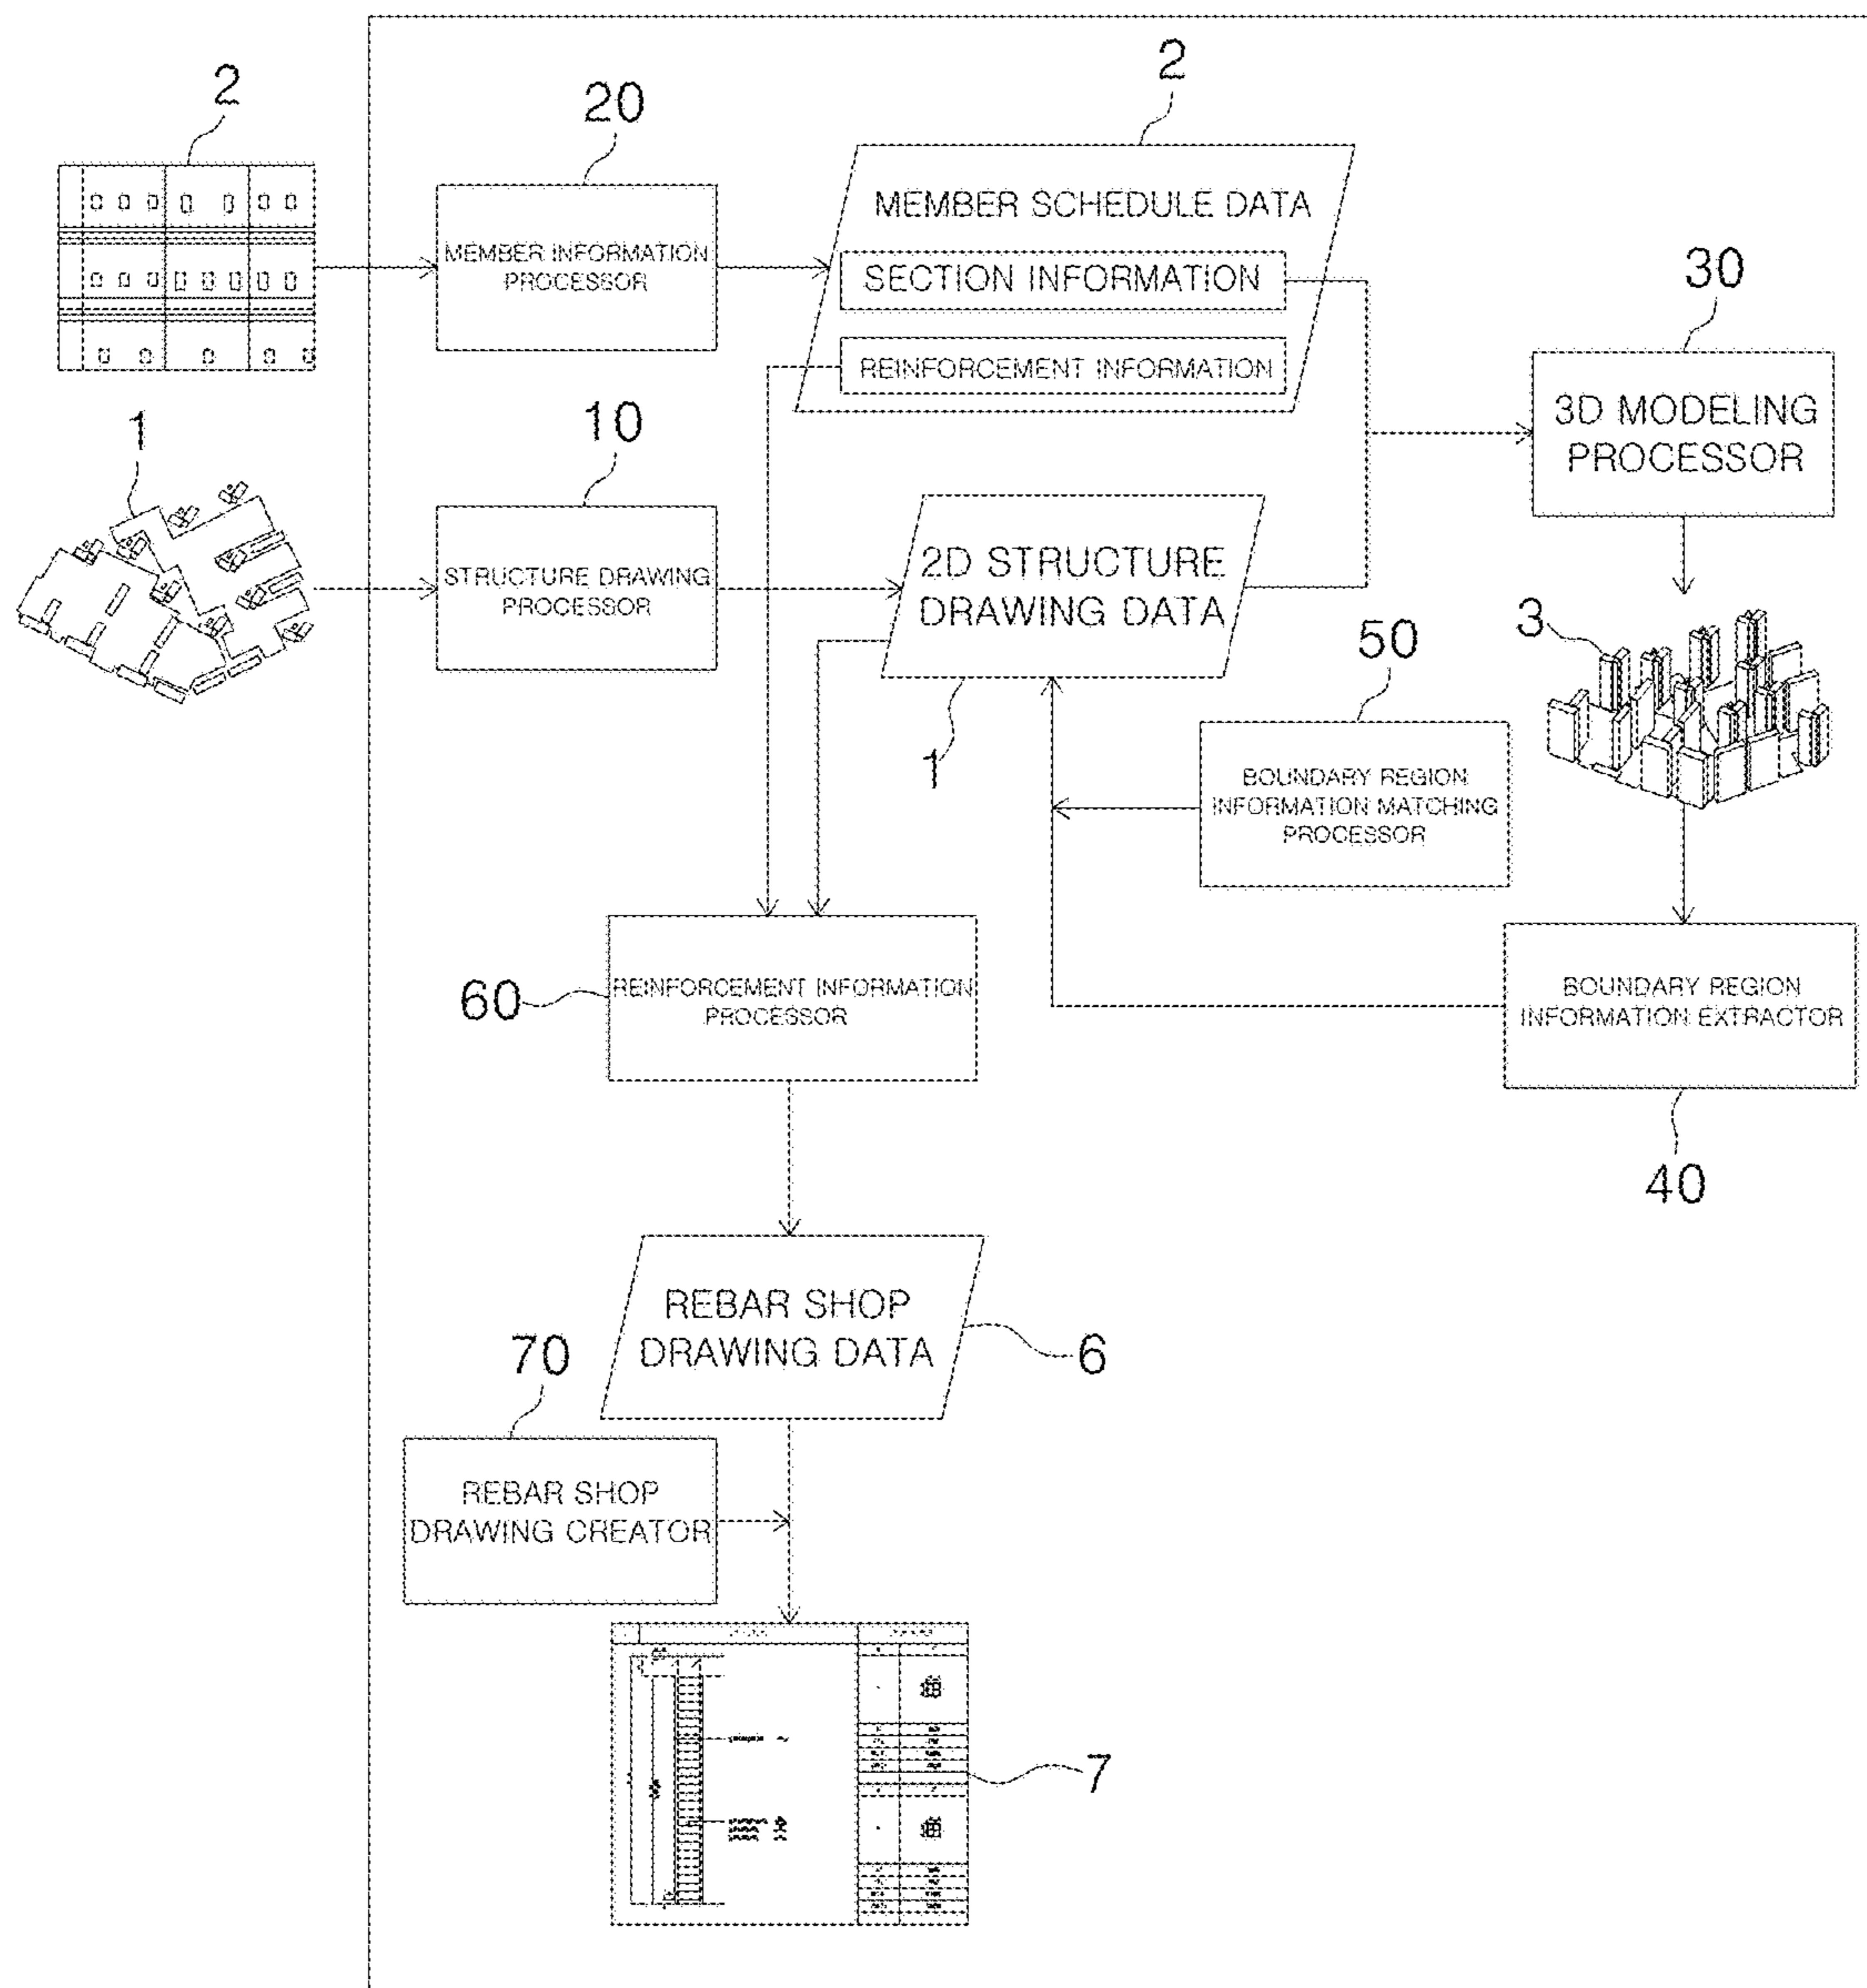 2
20
2
MEMBER INFORMATION
PROCESSOR
MEMBER SCHEDULE DATA
SECTION INFORMATION
REINFORCEMENT INFORMATION
30
3D MODELING
PROCESSOR
1
10
STRUCTURE DRAWING
PROCESSOR
2D STRUCTURE
DRAWING DATA
1
50
BOUNDARY REGION
INFORMATION MATCHING
PROCESSOR
3
60
REINFORCEMENT INFORMATION
PROCESSOR
BOUNDARY REGION
INFORMATION EXTRACTOR
40
REBAR SHOP
DRAWING DATA
6
70
REBAR SHOP
DRAWING CREATOR
7